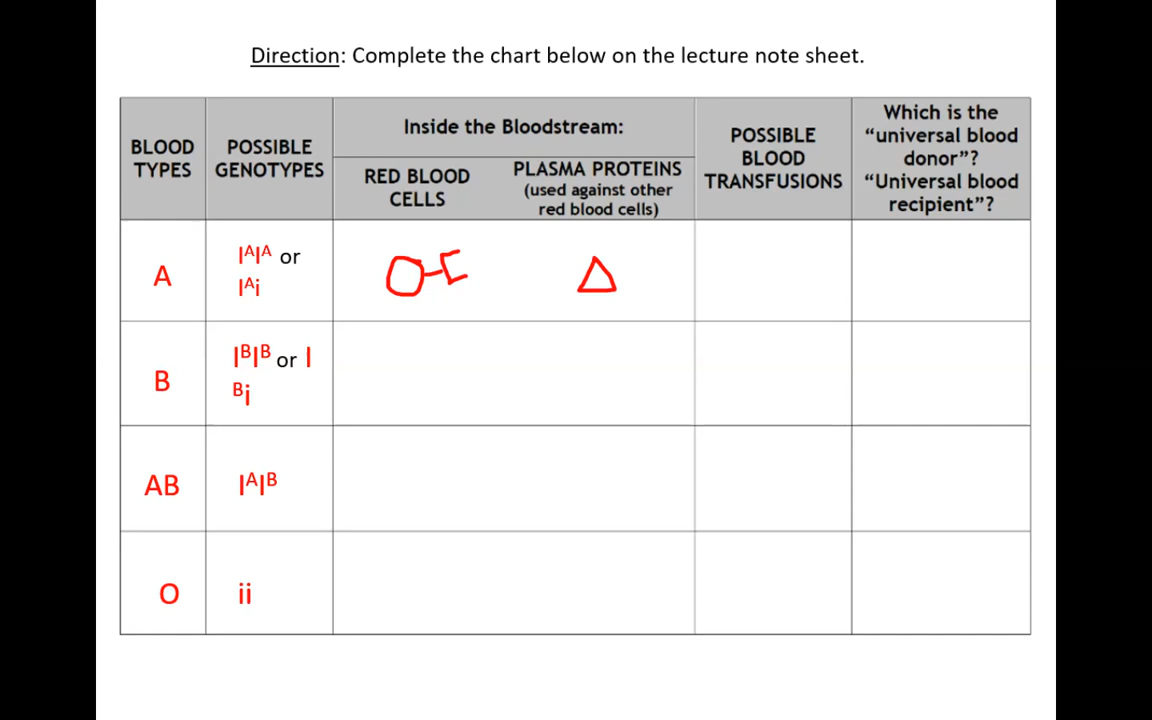 Direction: Complete the chart below on the lecture note sheet.
BLOOD
TYPES
POSSIBLE
GENOTYPES
Inside the Bloodstream:
RED BLOOD
CELLS
PLASMA PROTEINS
(used against other
red blood cells)
POSSIBLE
BLOOD
TRANSFUSIONS
Which is the
“universal blood
donor”?
“Universal blood
recipient”?
A
IᴬIᴬ or
Iᴬi
B
IᴮIᴮ or I
ᴮi
AB
IᴬIᴮ
O
ii